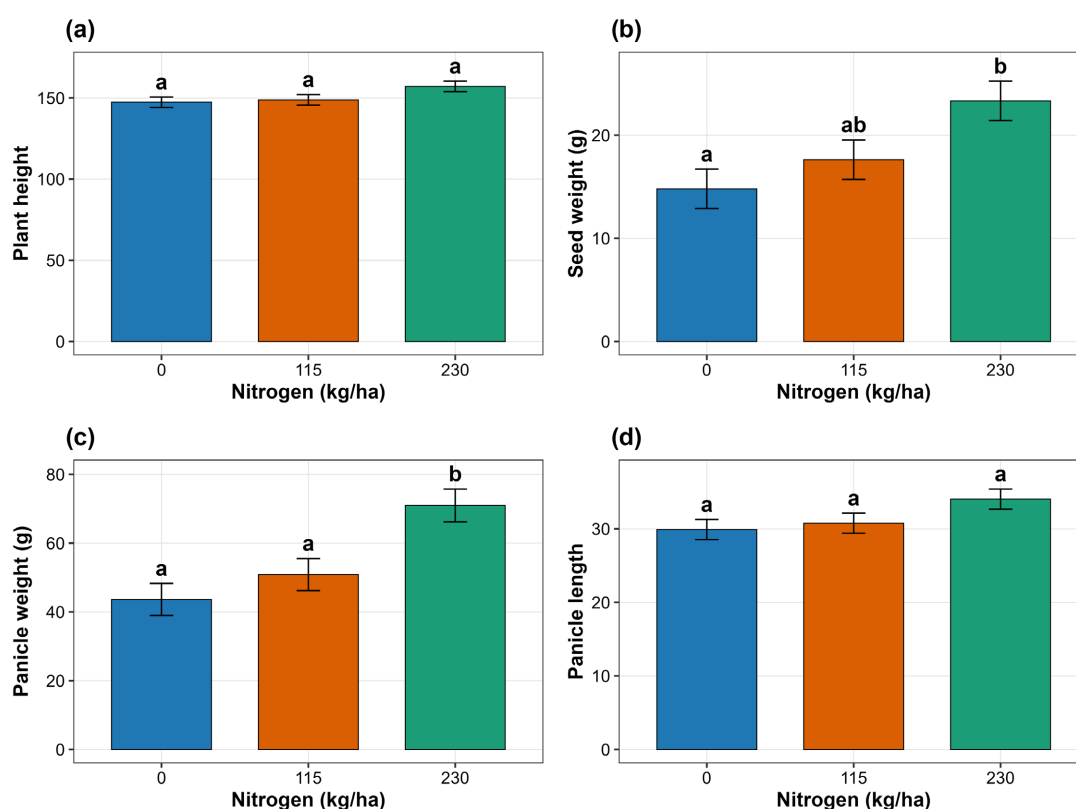 (a)
a a a
150
100
50
0
Plant height
0 115 230
Nitrogen (kg/ha)
(b)
a ab b
20
10
0
Seed weight (g)
0 115 230
Nitrogen (kg/ha)
(c)
a a b
80
60
40
20
0
Panicle weight (g)
0 115 230
Nitrogen (kg/ha)
(d)
a a a
30
20
10
0
Panicle length
0 115 230
Nitrogen (kg/ha)